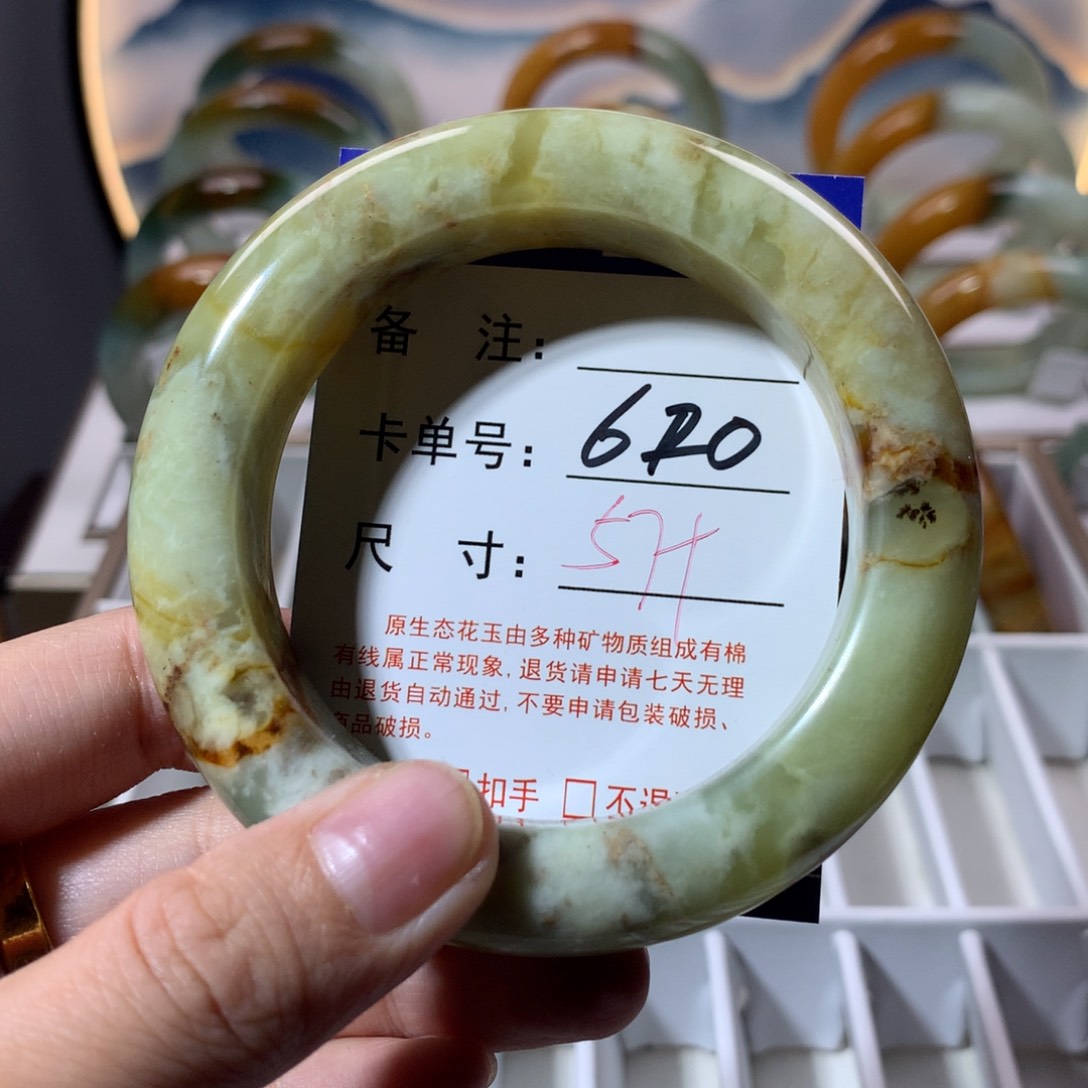 备 注:
卡单号: 620
尺 寸: 57
原生态花玉由多种矿物质组成有棉
有线属正常现象,退货请申请七天无理
由退货自动通过,不要申请包装破损、
商品破损。
扣手 □不退